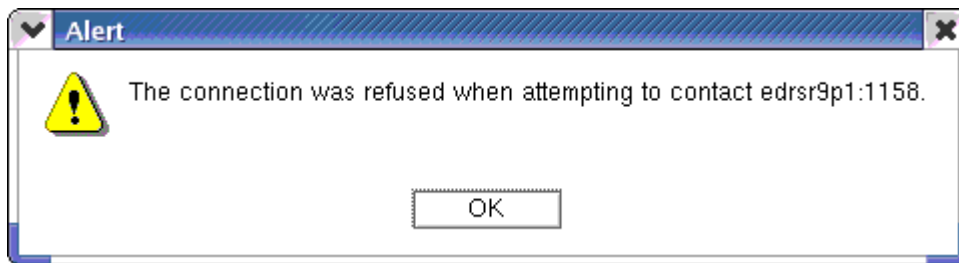 Alert
The connection was refused when attempting to contact edrsr9p1:1158.
OK